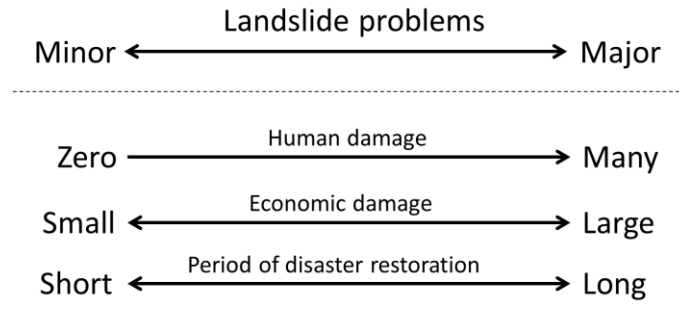 Landslide problems
Minor Major
Human damage
Zero Many
Economic damage
Small Large
Period of disaster restoration
Short Long